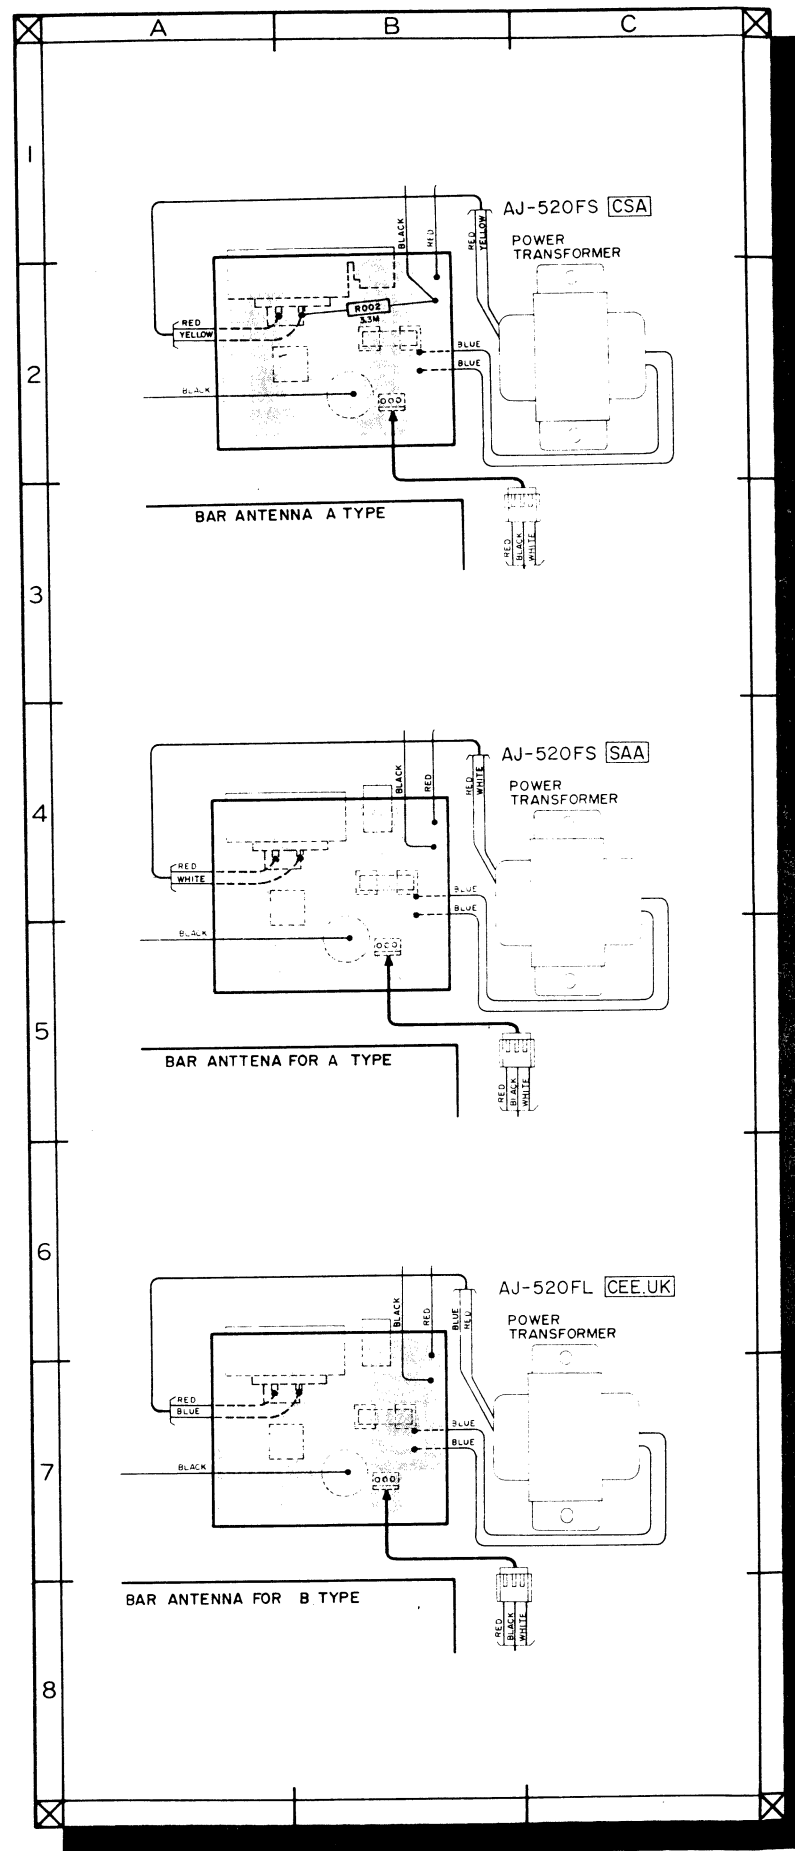 A B C
1
AJ-520FS CSA
BLACK
RED
RED
YELLOW
POWER
TRANSFORMER
R002
3.3M
RED
YELLOW
BLUE
BLUE
2
BLACK
BAR ANTENNA A TYPE
RED
BLACK
WHITE
3
AJ-520FS SAA
BLACK
RED
RED
WHITE
POWER
TRANSFORMER
4
RED
WHITE
BLUE
BLUE
BLACK
5
BAR ANTTENA FOR A TYPE
RED
BLACK
WHITE
6
AJ-520FL CEE.UK
BLACK
RED
BLUE
RED
POWER
TRANSFORMER
RED
BLUE
BLUE
BLUE
7
BLACK
BAR ANTENNA FOR B TYPE
RED
BLACK
WHITE
8